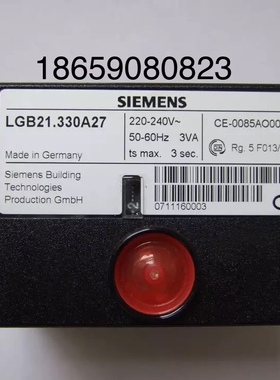 18659080823
SIEMENS
LGB21.330A27
220-240V~
50-60Hz 3VA
ts max. 3 sec.
CE-0085AO00
Rg. 5 F013/
Made in Germany
Siemens Building
Technologies
Production GmbH
2
0711160003